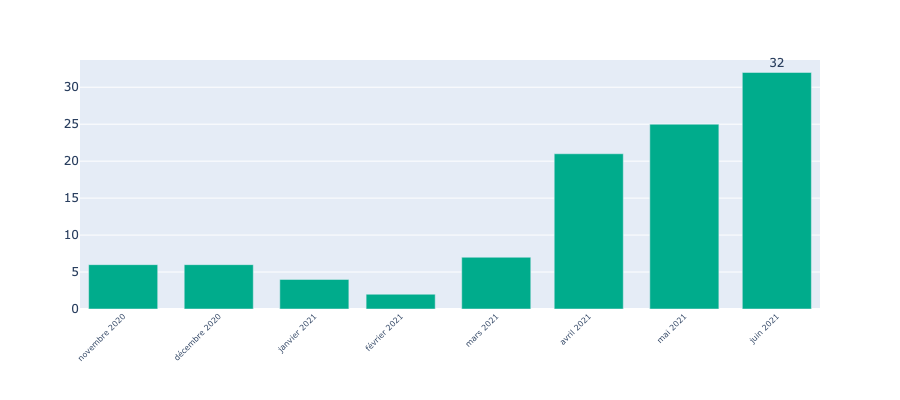 32
30
25
20
15
10
5
0
novembre 2020
décembre 2020
janvier 2021
février 2021
mars 2021
avril 2021
mai 2021
juin 2021